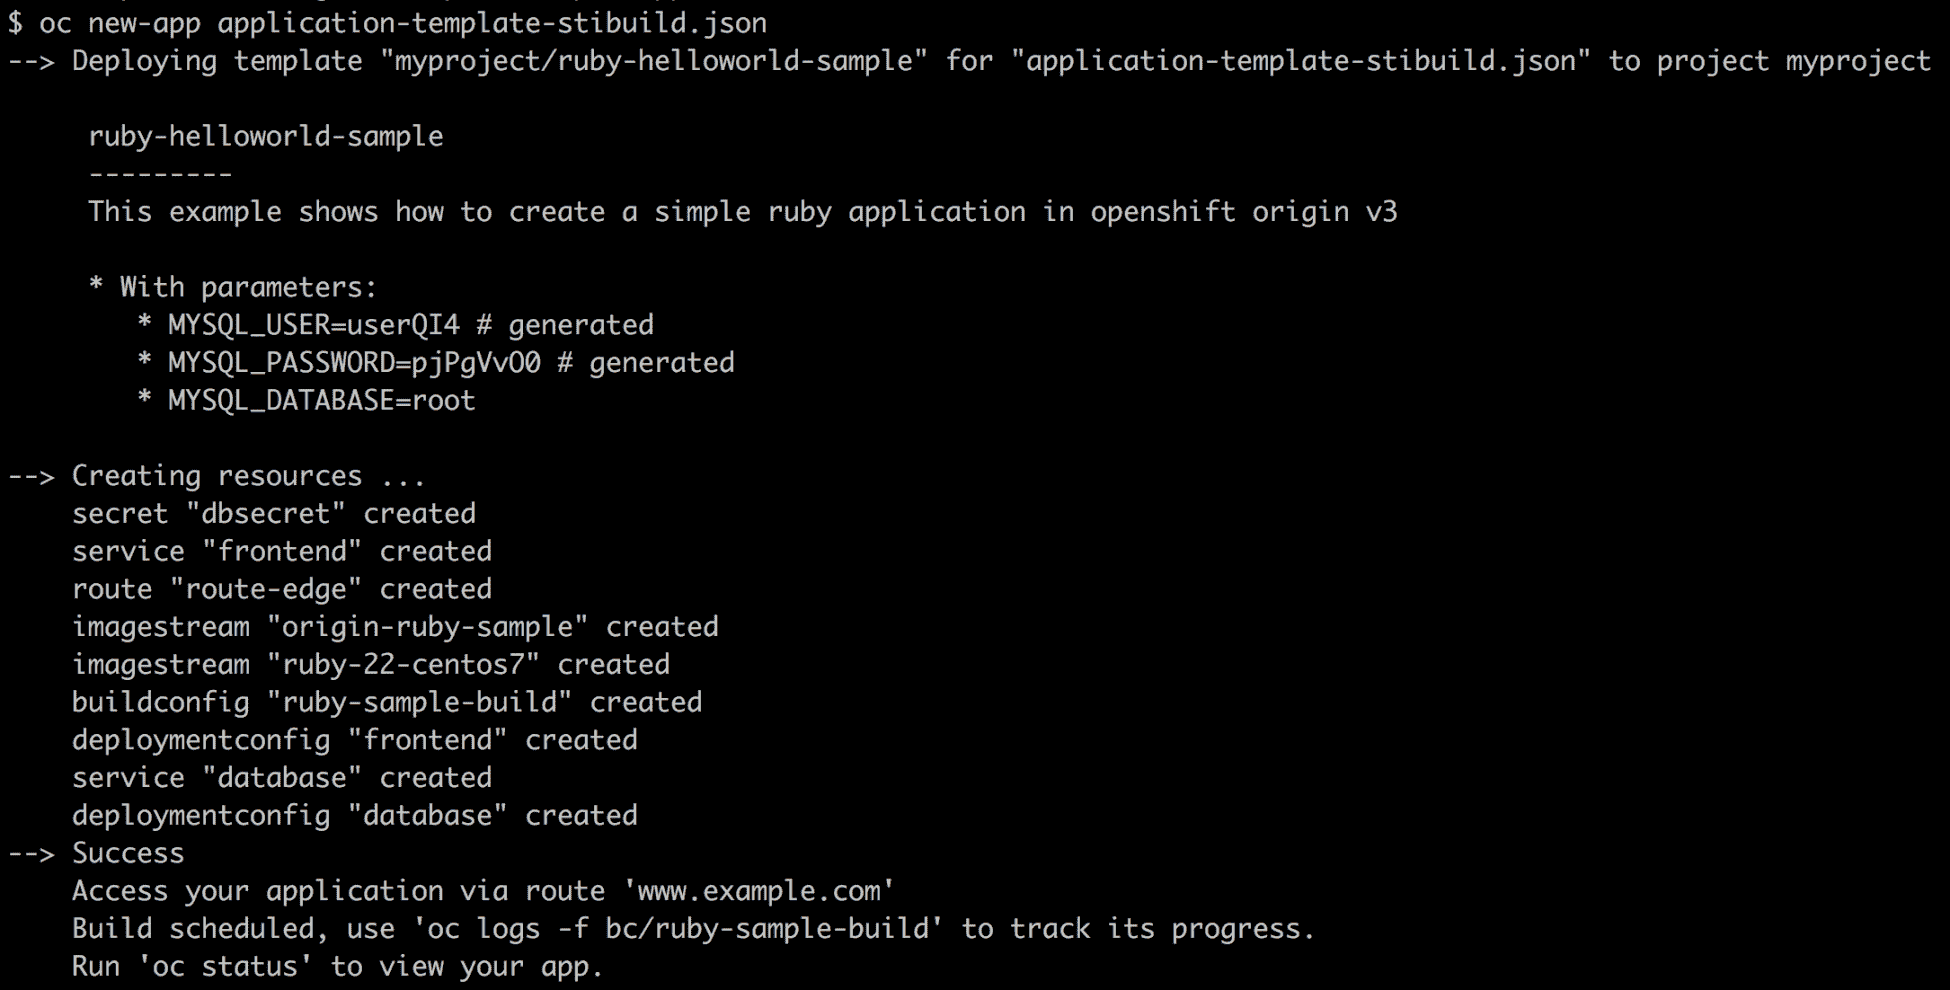 $ oc new-app application-template-stibuild.json
--> Deploying template "myproject/ruby-helloworld-sample" for "application-template-stibuild.json" to project myproject
ruby-helloworld-sample
---------
This example shows how to create a simple ruby application in openshift origin v3
* With parameters:
* MYSQL_USER=userQI4 # generated
* MYSQL_PASSWORD=pjPgVvO0 # generated
* MYSQL_DATABASE=root
--> Creating resources ...
secret "dbsecret" created
service "frontend" created
route "route-edge" created
imagestream "origin-ruby-sample" created
imagestream "ruby-22-centos7" created
buildconfig "ruby-sample-build" created
deploymentconfig "frontend" created
service "database" created
deploymentconfig "database" created
--> Success
Access your application via route 'www.example.com'
Build scheduled, use 'oc logs -f bc/ruby-sample-build' to track its progress.
Run 'oc status' to view your app.